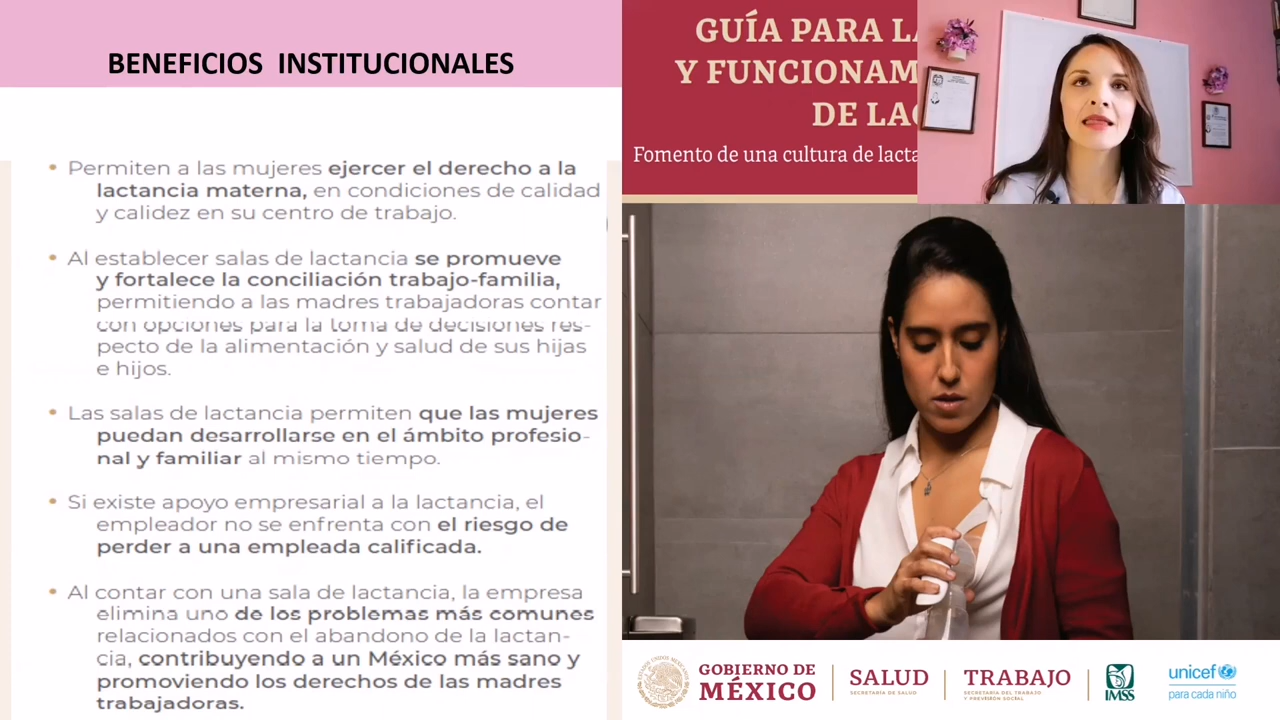 BENEFICIOS INSTITUCIONALES
• Permiten a las mujeres ejercer el derecho a la
lactancia materna, en condiciones de calidad
y calidez en su centro de trabajo.
• Al establecer salas de lactancia se promueve
y fortalece la conciliación trabajo-familia,
permitiendo a las madres trabajadoras contar
con opciones para la toma de decisiones res-
pecto de la alimentación y salud de sus hijas
e hijos.
• Las salas de lactancia permiten que las mujeres
puedan desarrollarse en el ámbito profesio-
nal y familiar al mismo tiempo.
• Si existe apoyo empresarial a la lactancia, el
empleador no se enfrenta con el riesgo de
perder a una empleada calificada.
• Al contar con una sala de lactancia, la empresa
elimina uno de los problemas más comunes
relacionados con el abandono de la lactan-
cia, contribuyendo a un México más sano y
promoviendo los derechos de las madres
trabajadoras.
GUÍA PARA LA
Y FUNCIONAM
DE LAC
Fomento de una cultura de lacta
GOBIERNO DE
MÉXICO
SALUD
SECRETARÍA DE SALUD
TRABAJO
SECRETARÍA DEL TRABAJO
Y PREVISIÓN SOCIAL
IMSS
unicef
para cada niño